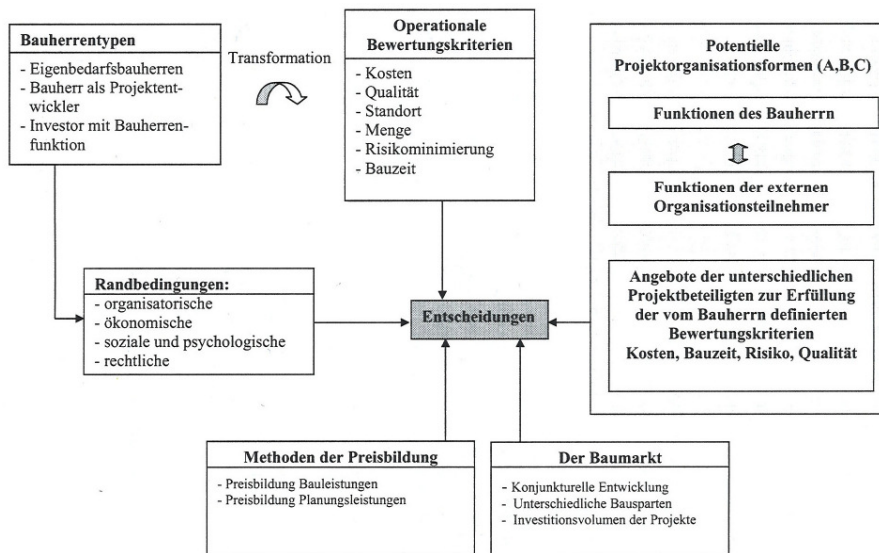 Bauherrentypen
- Eigenbedarfsbauherren
- Bauherr als Projektent-
wickler
- Investor mit Bauherren-
funktion
Transformation
Operationale
Bewertungskriterien
- Kosten
- Qualität
- Standort
- Menge
- Risikominimierung
- Bauzeit
Potentielle
Projektorganisationsformen (A,B,C)
Funktionen des Bauherrn
Funktionen der externen
Organisationsteilnehmer
Angebote der unterschiedlichen
Projektbeteiligten zur Erfüllung
der vom Bauherrn definierten
Bewertungskriterien
Kosten, Bauzeit, Risiko, Qualität
Randbedingungen:
- organisatorische
- ökonomische
- soziale und psychologische
- rechtliche
Entscheidungen
Methoden der Preisbildung
- Preisbildung Bauleistungen
- Preisbildung Planungsleistungen
Der Baumarkt
- Konjunkturelle Entwicklung
- Unterschiedliche Bausparten
- Investitionsvolumen der Projekte